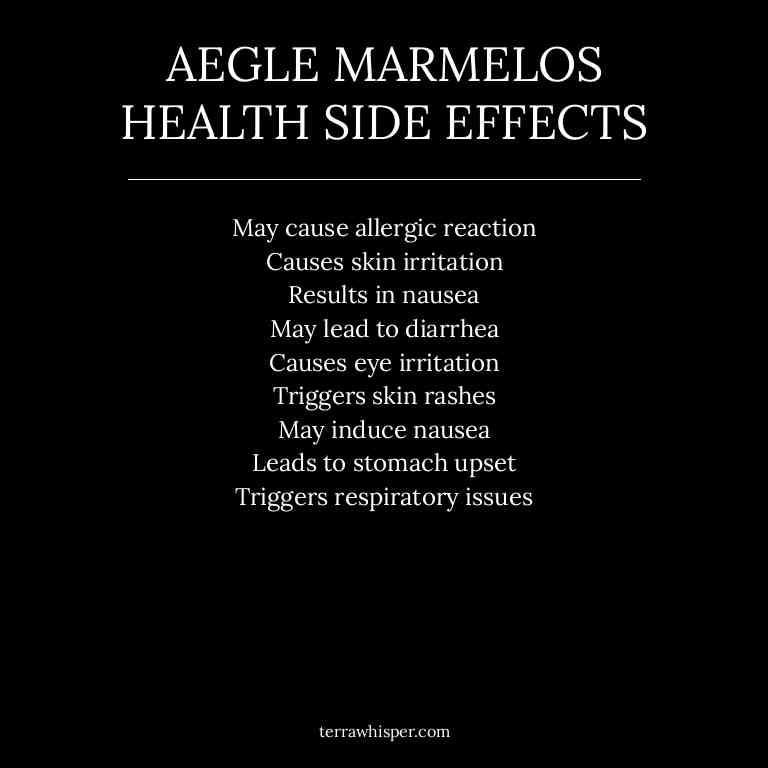 AEGLE MARMELOS
HEALTH SIDE EFFECTS
May cause allergic reaction
Causes skin irritation
Results in nausea
May lead to diarrhea
Causes eye irritation
Triggers skin rashes
May induce nausea
Leads to stomach upset
Triggers respiratory issues
terrawhisper.com